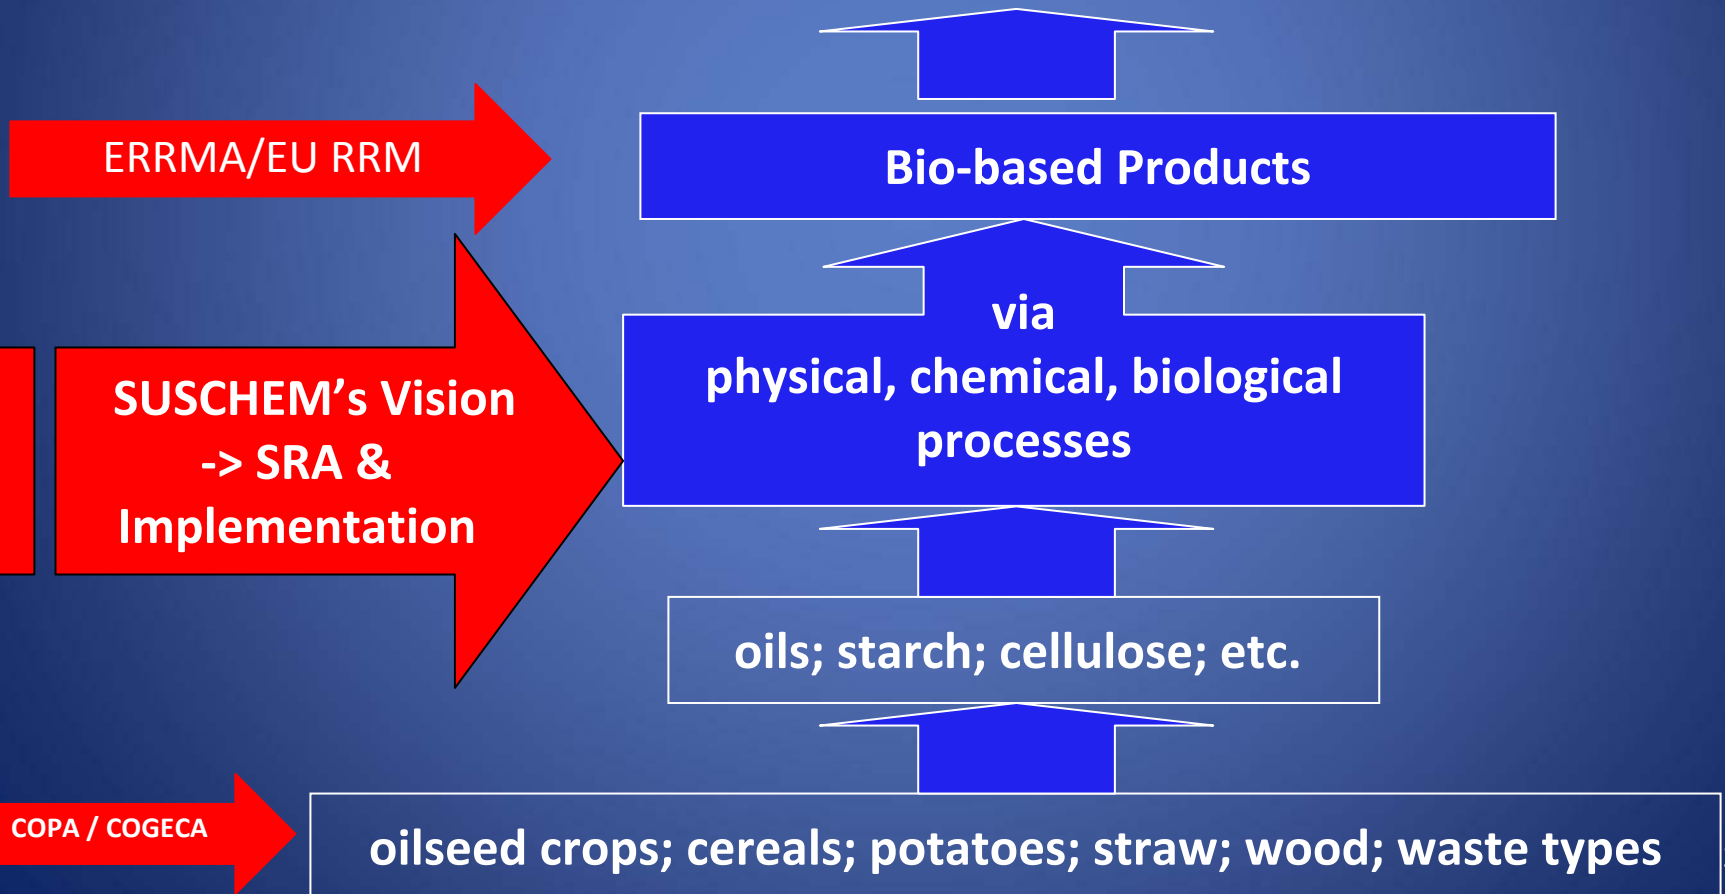 ERRMA/EU RRM
Bio-based Products
via
physical, chemical, biological
processes
SUSCHEM’s Vision
-> SRA &
Implementation
oils; starch; cellulose; etc.
COPA / COGECA
oilseed crops; cereals; potatoes; straw; wood; waste types